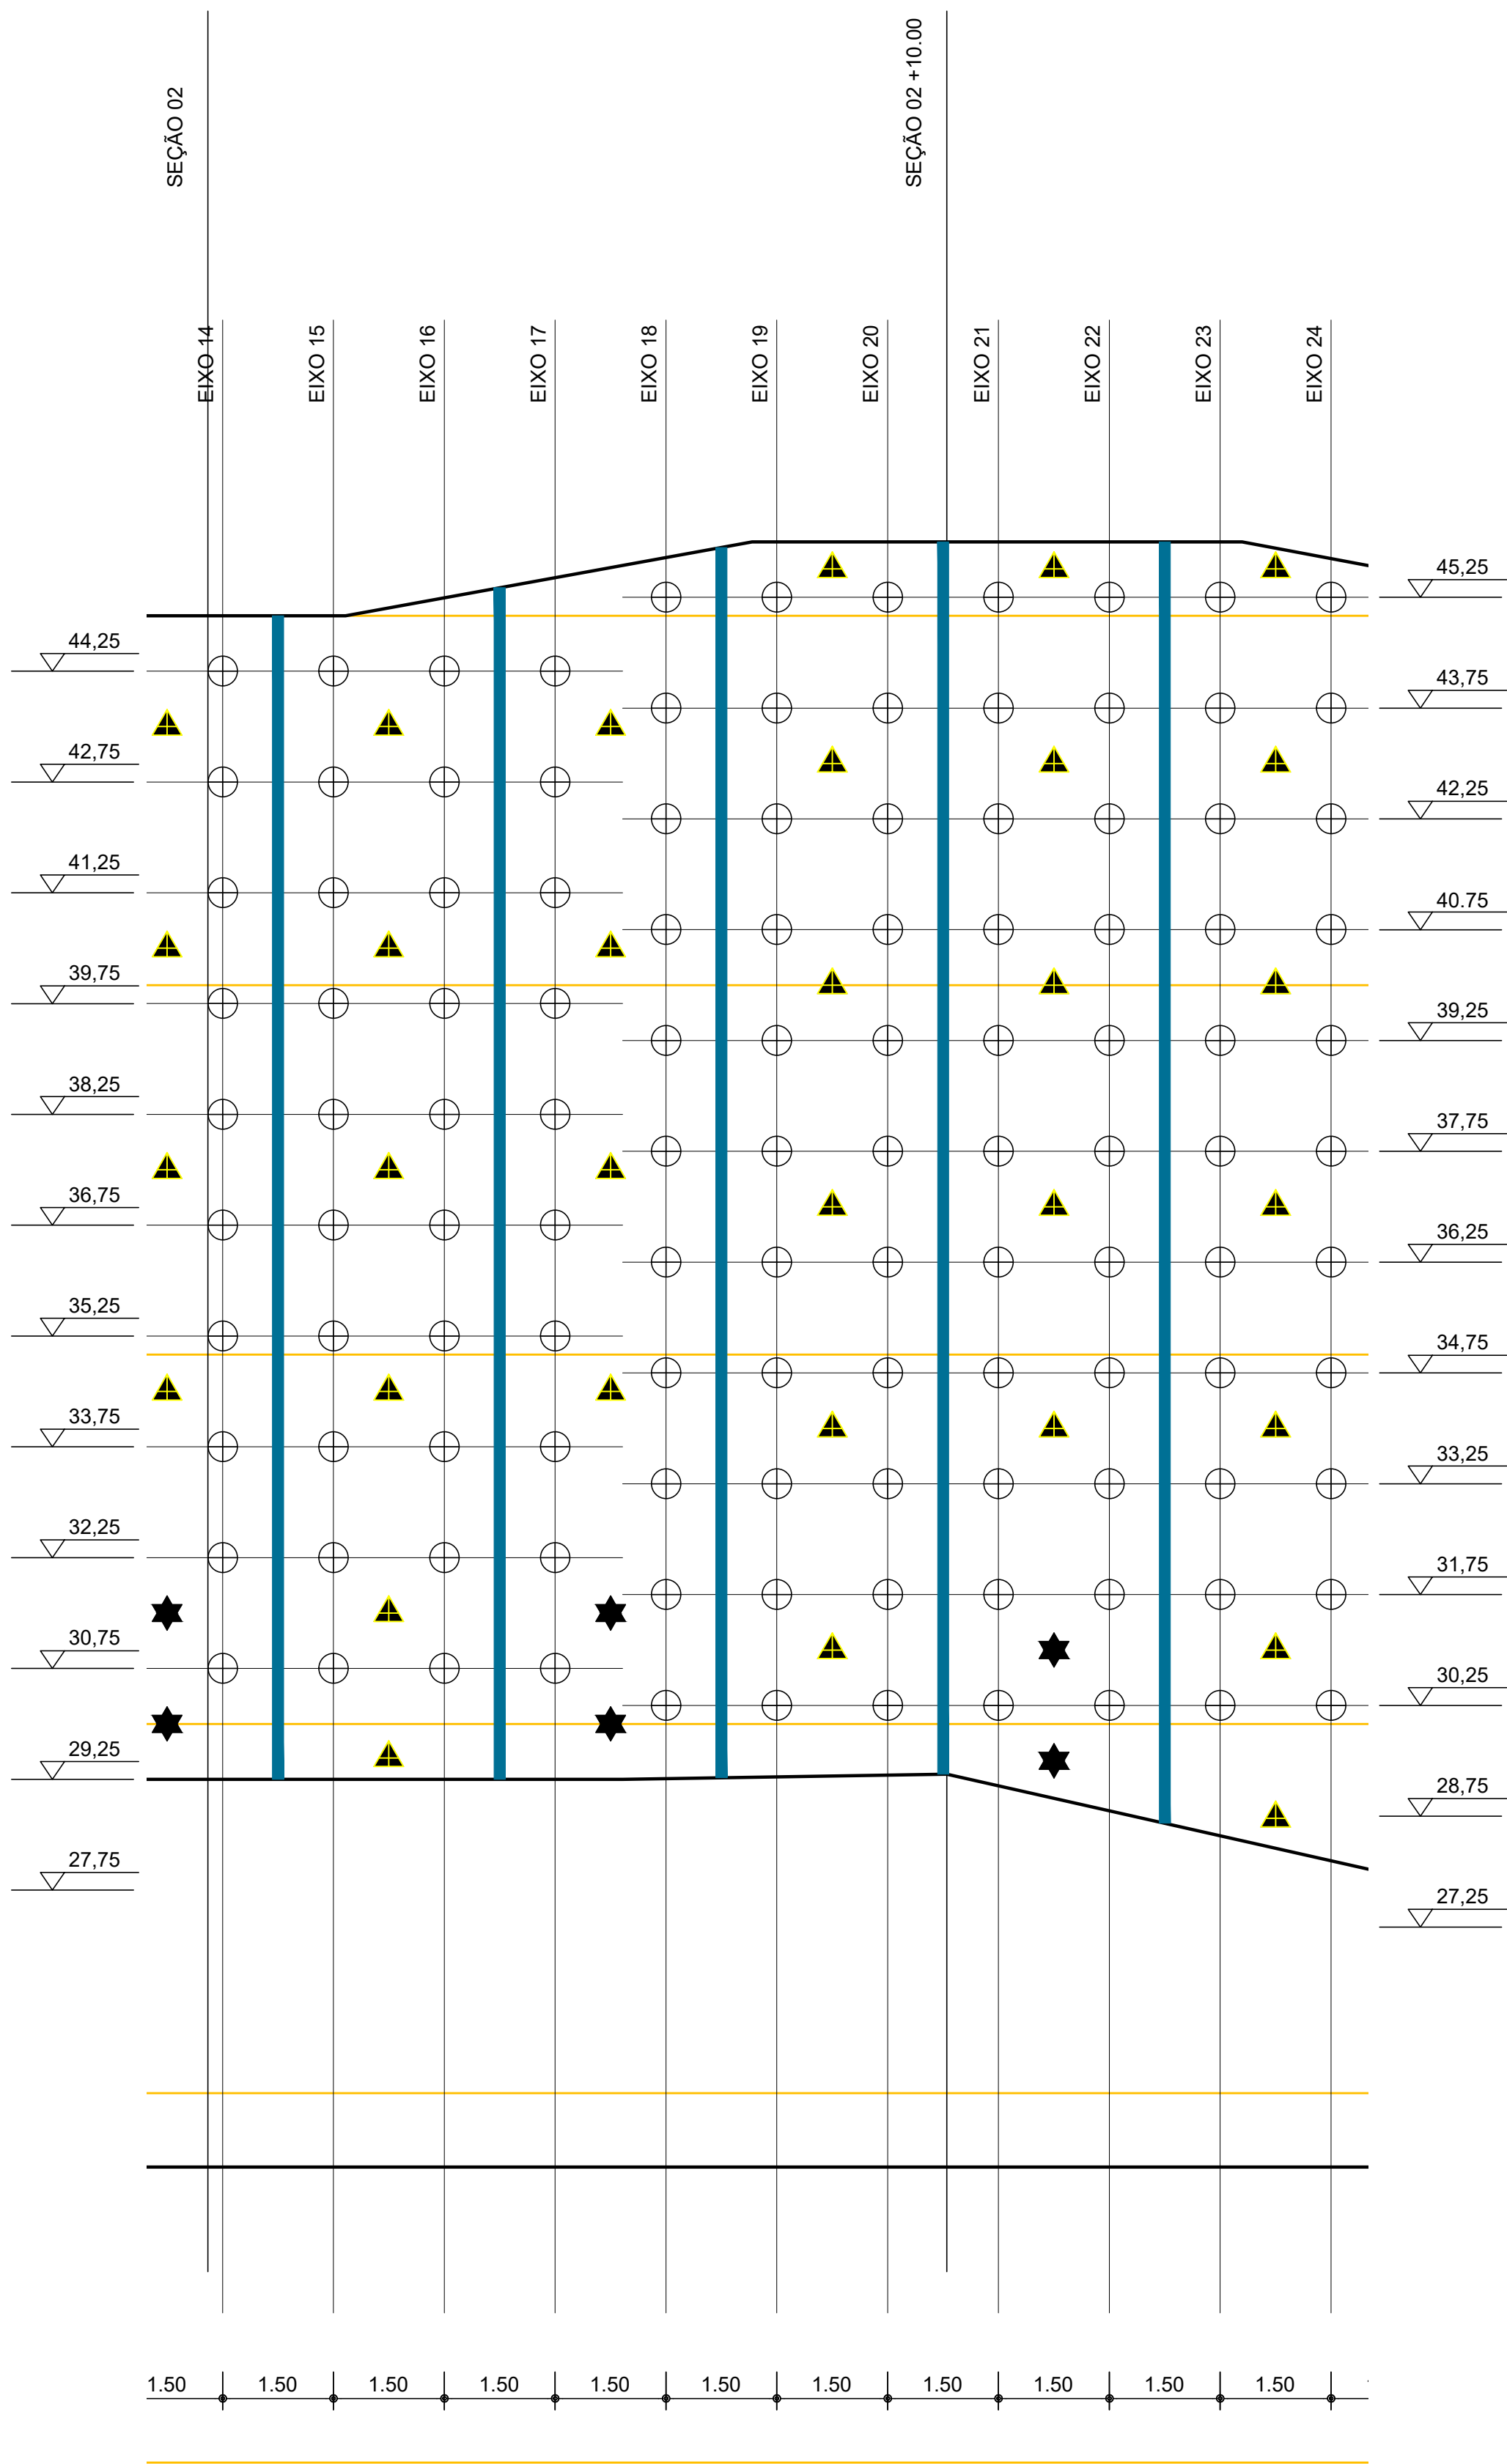 SEÇÃO 02
SEÇÃO 02 +10.00
EIXO 14
EIXO 15
EIXO 16
EIXO 17
EIXO 18
EIXO 19
EIXO 20
EIXO 21
EIXO 22
EIXO 23
EIXO 24
44,25
42,75
41,25
39,75
38,25
36,75
35,25
33,75
32,25
30,75
29,25
27,75
45,25
43,75
42,25
40.75
39,25
37,75
36,25
34,75
33,25
31,75
30,25
28,75
27,25
1.50 1.50 1.50 1.50 1.50 1.50 1.50 1.50 1.50 1.50 1.50